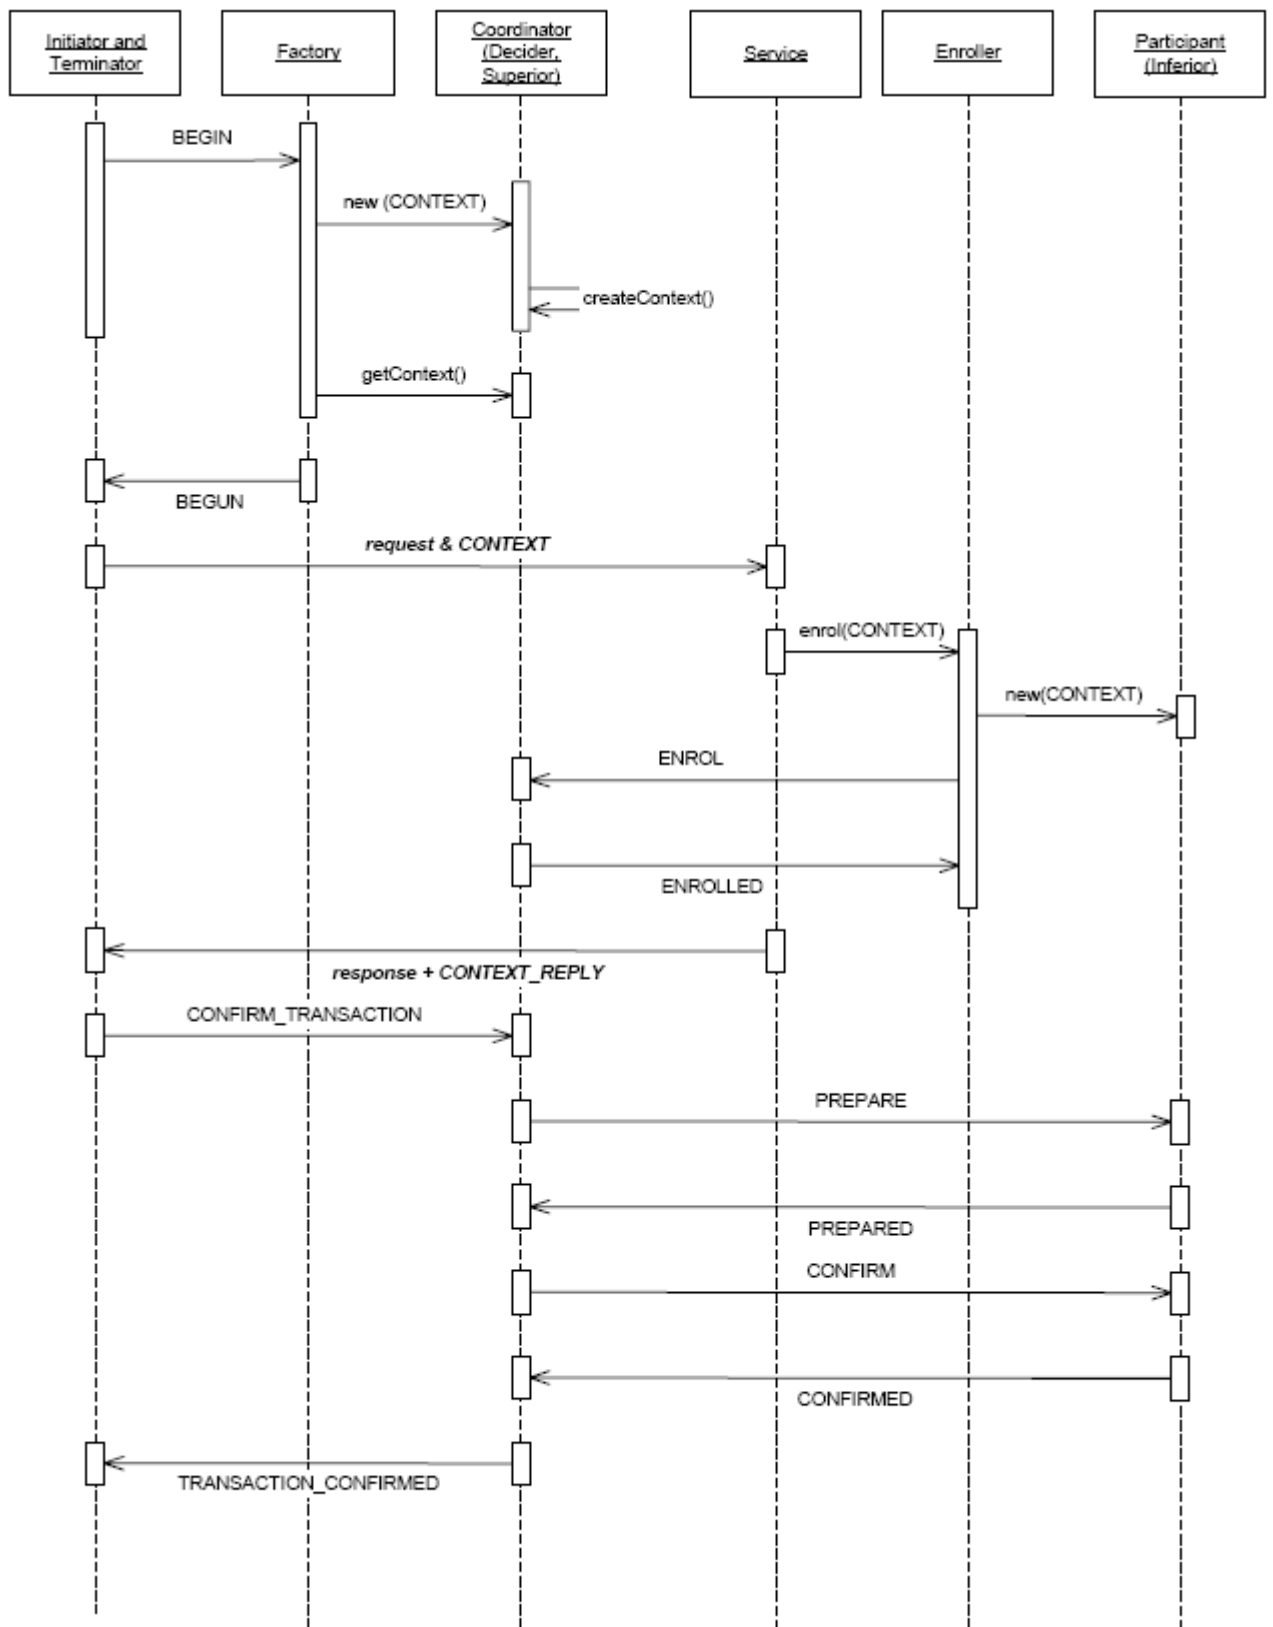 Initiator and
Terminator
Factory
Coordinator
(Decider,
Superior)
Service
Enroller
Participant
(Inferior)
BEGIN
new (CONTEXT)
createContext()
getContext()
BEGUN
request & CONTEXT
enrol(CONTEXT)
new(CONTEXT)
ENROL
ENROLLED
response + CONTEXT_REPLY
CONFIRM_TRANSACTION
PREPARE
PREPARED
CONFIRM
CONFIRMED
TRANSACTION_CONFIRMED